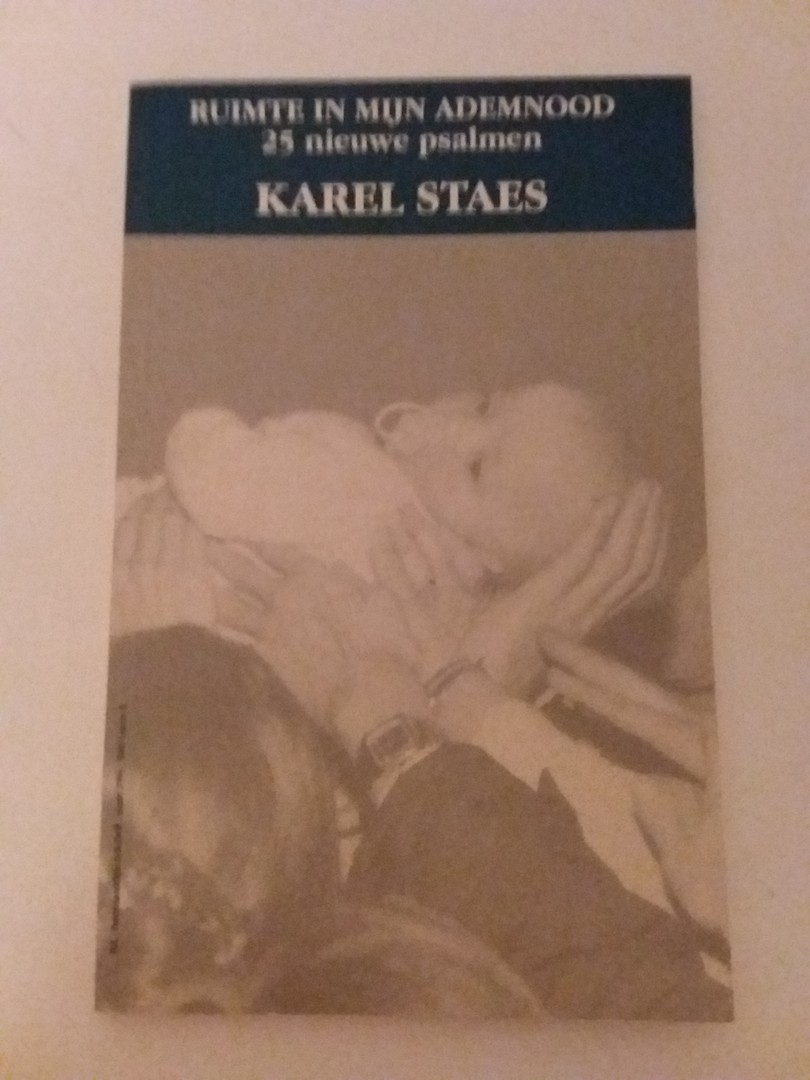 RUIMTE IN MIJN ADEMNOOD
25 nieuwe psalmen
KAREL STAES